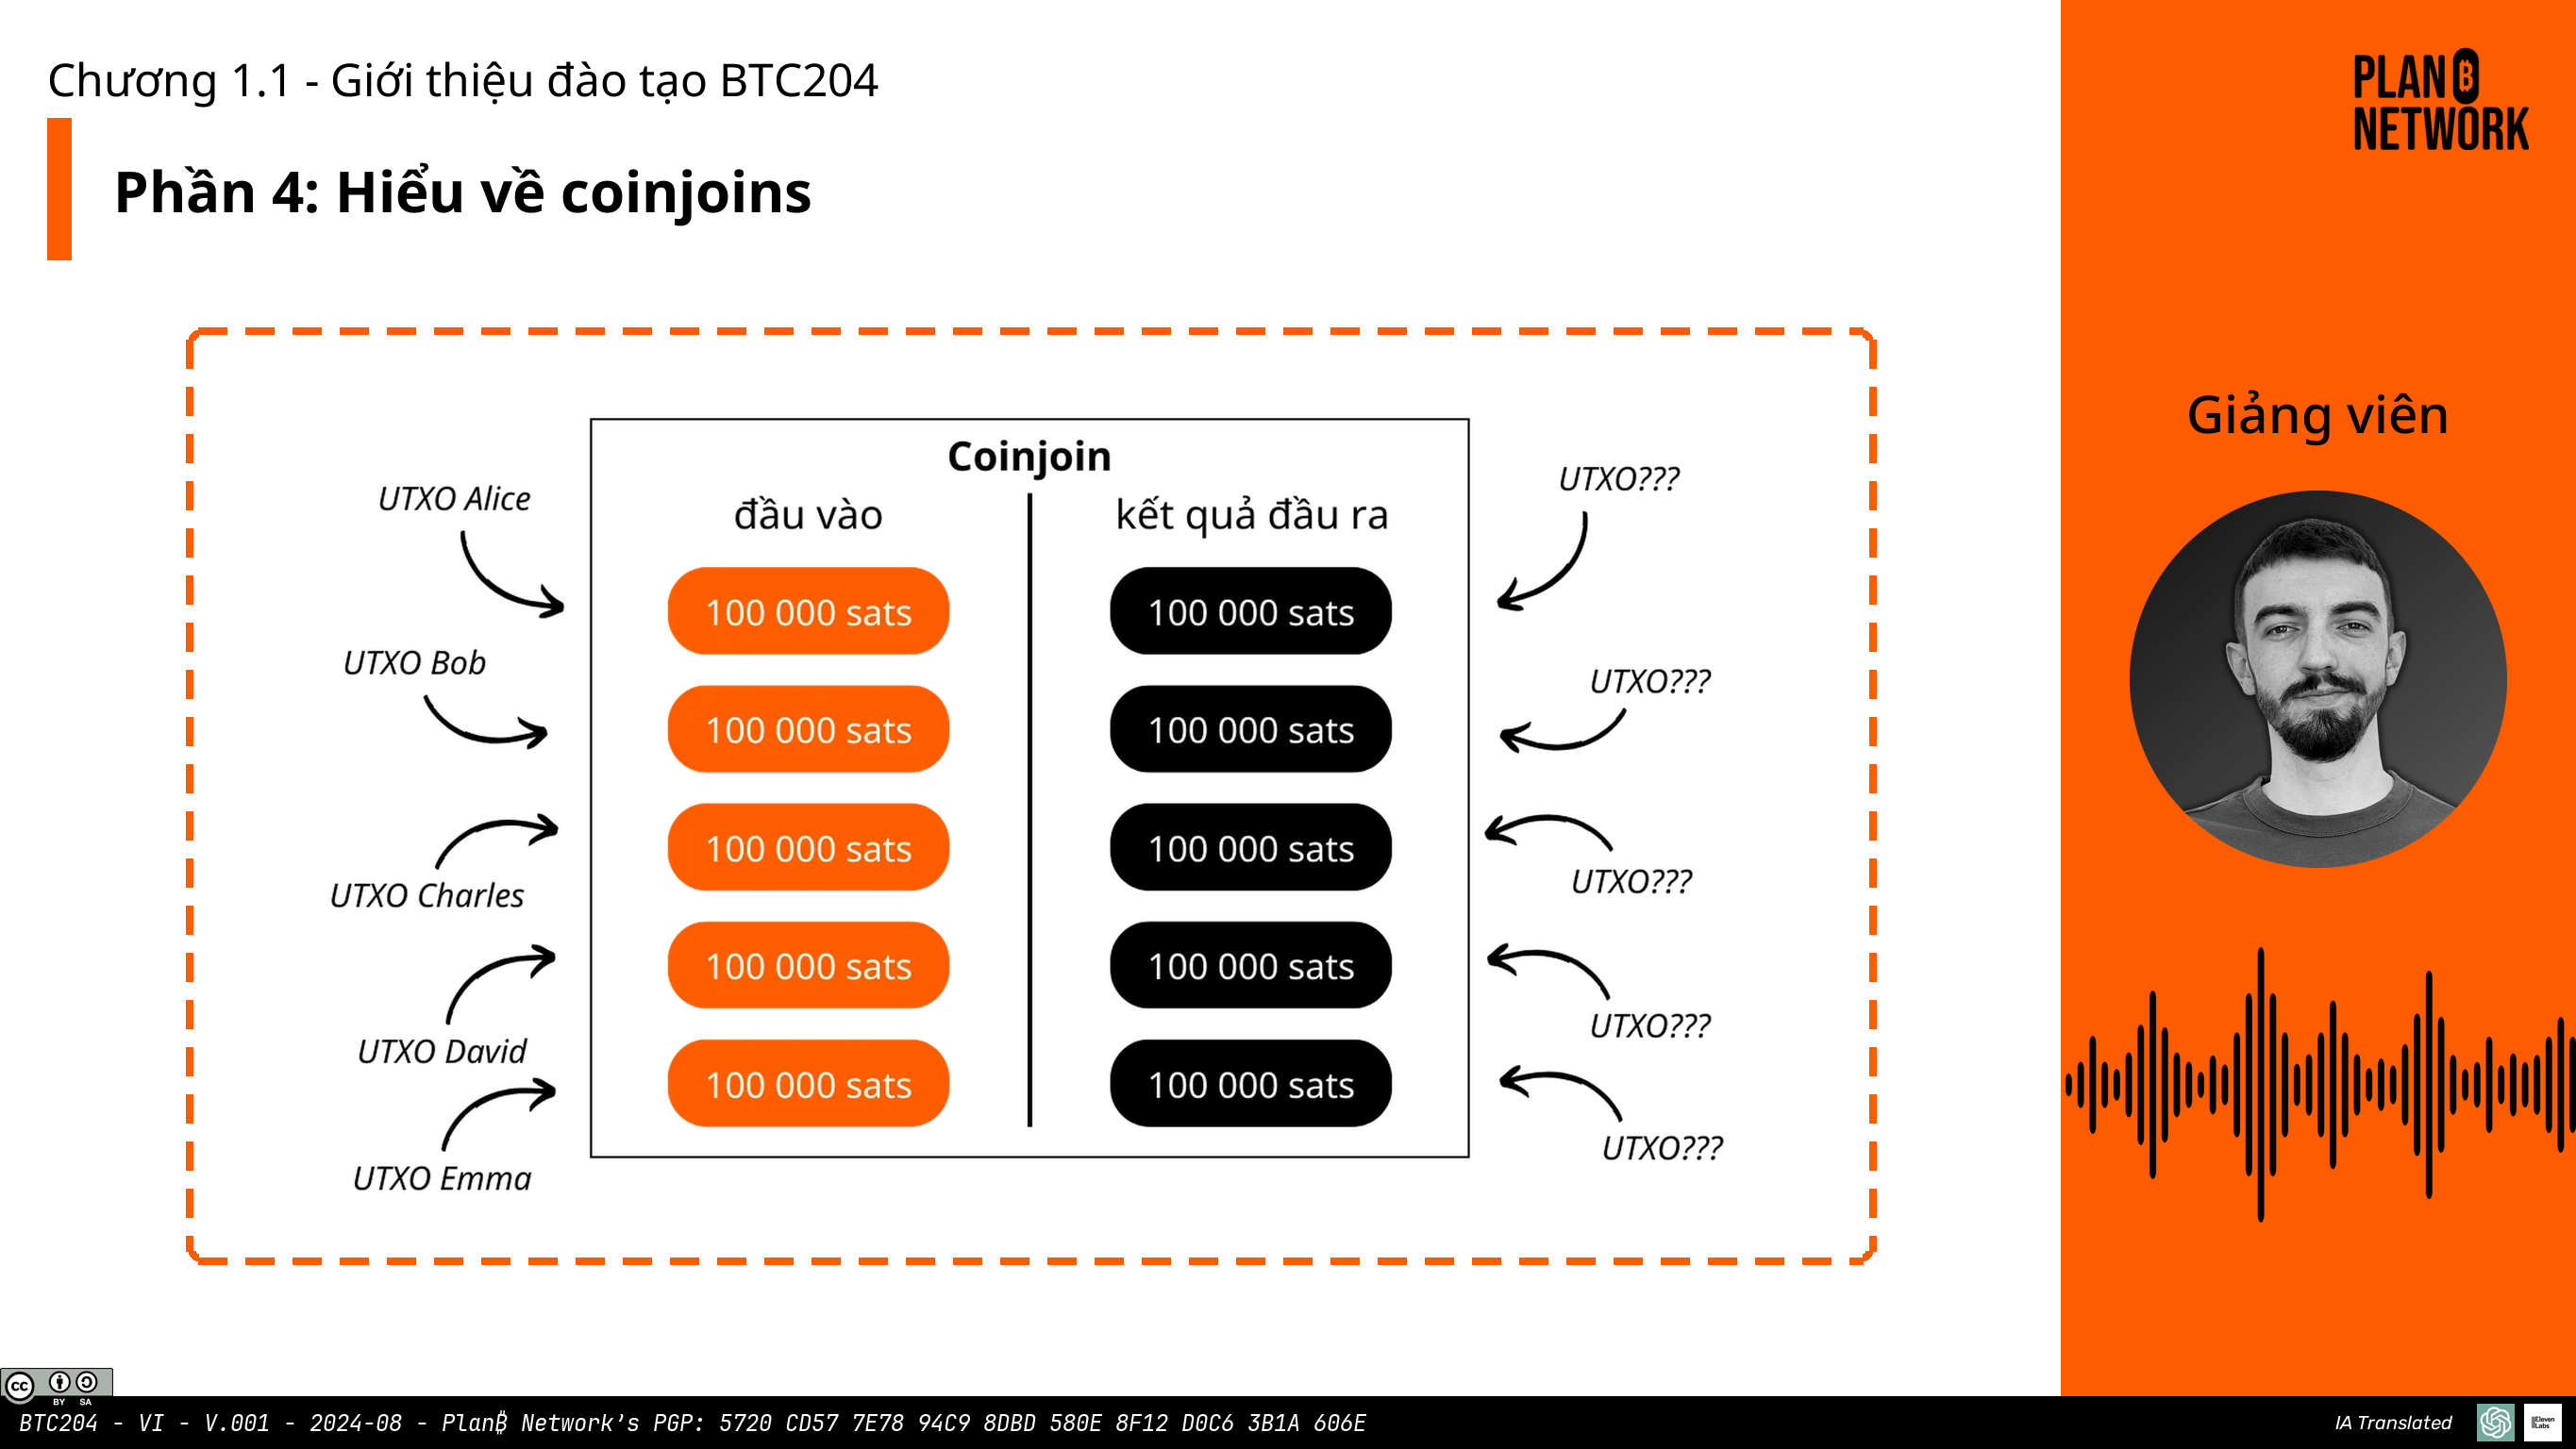 Chương 1.1 - Giới thiệu đào tạo BTC204
Phần 4: Hiểu về coinjoins
PLAN ₿
NETWORK
Giảng viên
Coinjoin
đầu vào
kết quả đầu ra
UTXO Alice
UTXO Bob
UTXO Charles
UTXO David
UTXO Emma
100 000 sats
100 000 sats
100 000 sats
100 000 sats
100 000 sats
100 000 sats
100 000 sats
100 000 sats
100 000 sats
100 000 sats
UTXO???
UTXO???
UTXO???
UTXO???
UTXO???
cc BY SA
BTC204 - VI - V.001 - 2024-08 - Plan₿ Network’s PGP: 5720 CD57 7E78 94C9 8DBD 580E 8F12 D0C6 3B1A 606E
IA Translated
IIEleven
Labs